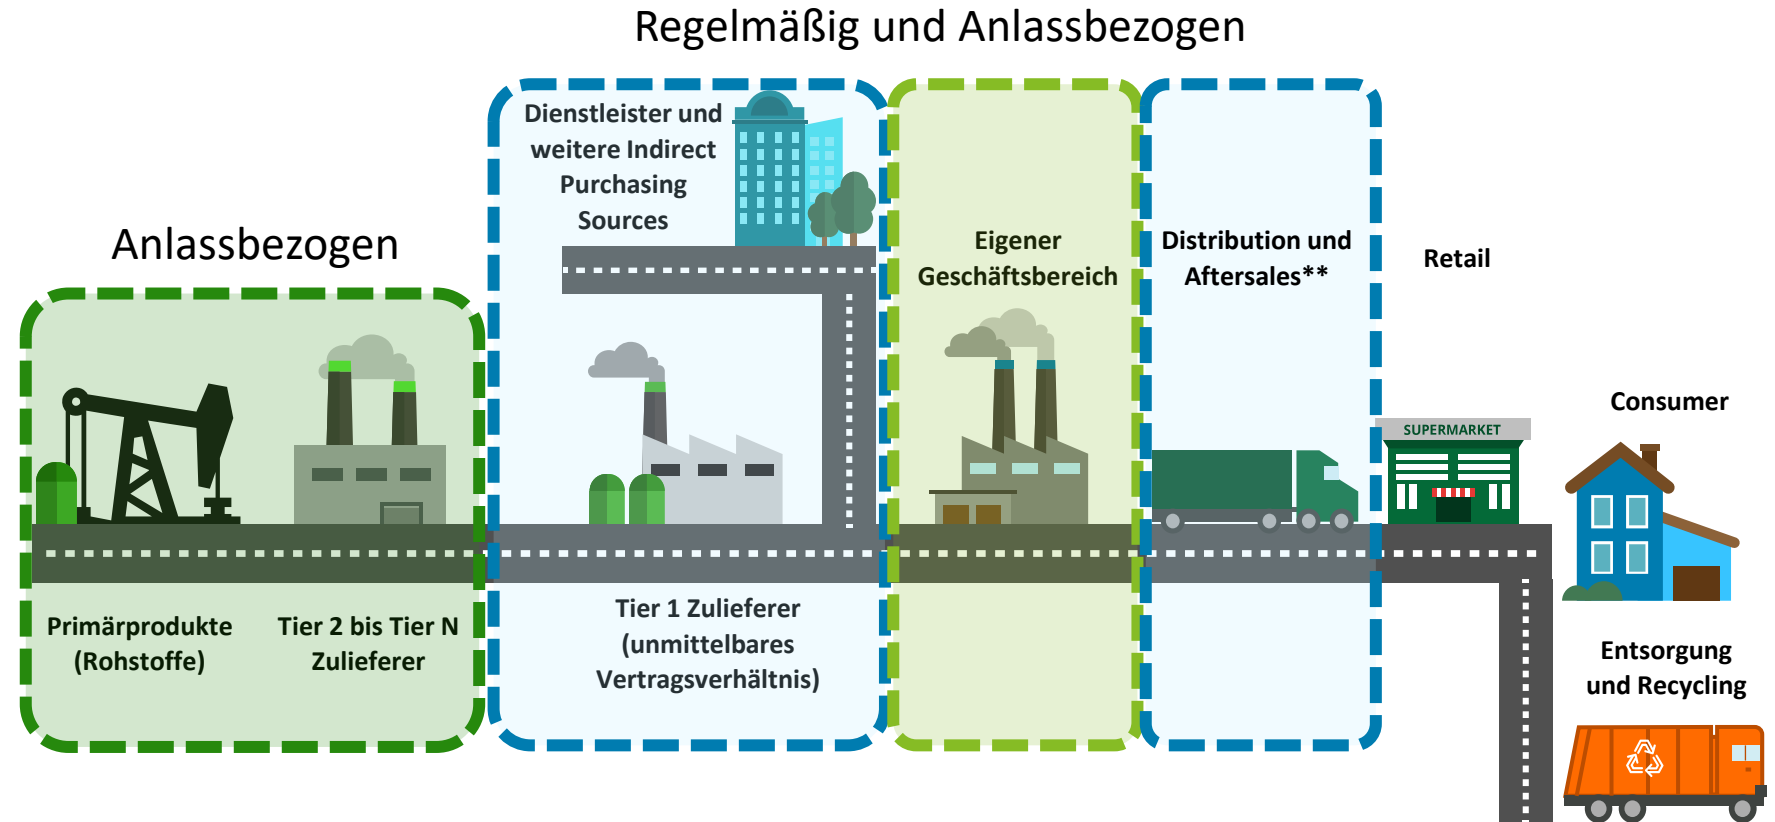 Regelmäßig und Anlassbezogen
Anlassbezogen
Dienstleister und
weitere Indirect
Purchasing
Sources
Eigener
Geschäftsbereich
Distribution und
Aftersales**
Retail
Consumer
SUPERMARKET
Primärprodukte
(Rohstoffe)
Tier 2 bis Tier N
Zulieferer
Tier 1 Zulieferer
(unmittelbares
Vertragsverhältnis)
Entsorgung
und Recycling